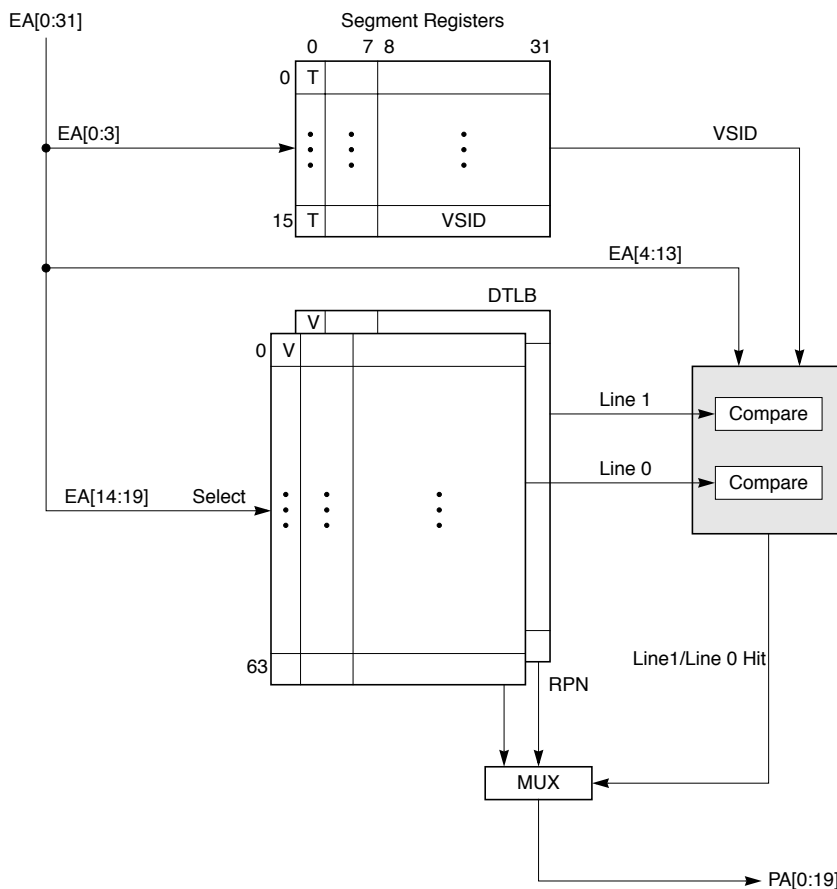 EA[0:31]
Segment Registers
0 7 8 31
0 T
EA[0:3]
VSID
15 T VSID
EA[4:13]
DTLB
V
0 V
Line 1
Compare
Line 0
Compare
EA[14:19] Select
63
Line1/Line 0 Hit
RPN
MUX
PA[0:19]